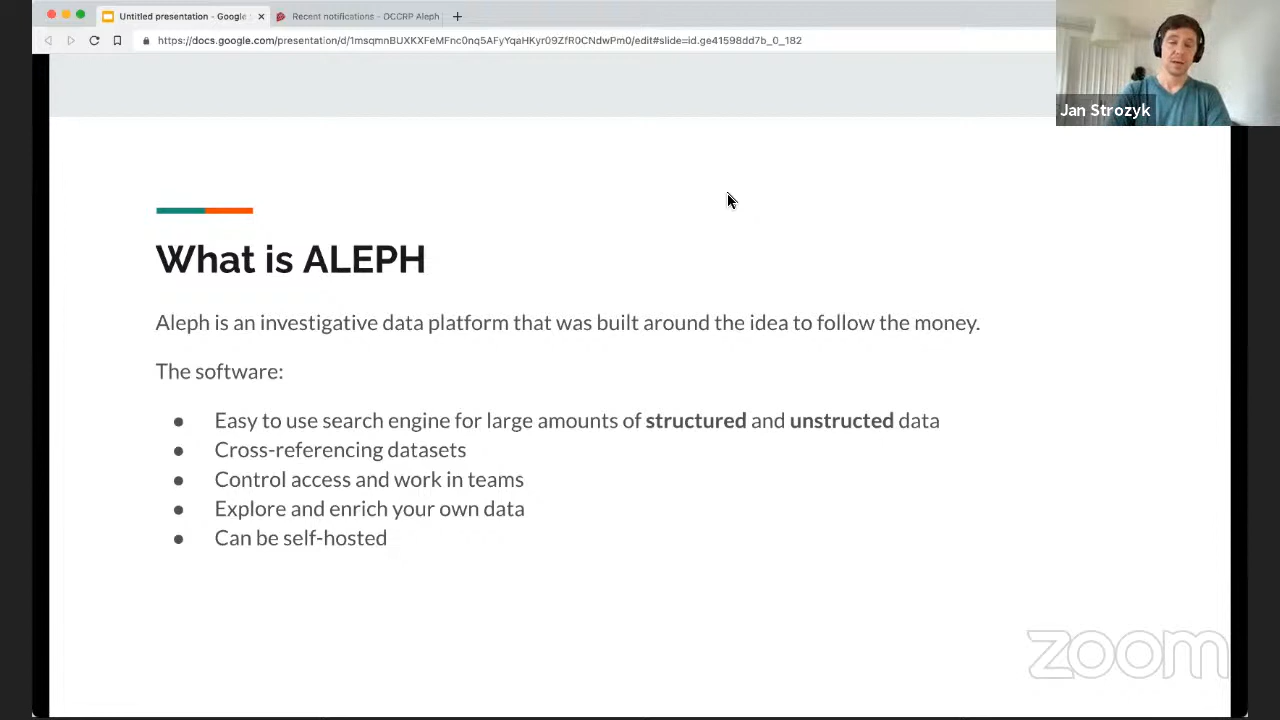 Untitled presentation - Google
Recent notifications - OCCRP Aleph
https://docs.google.com/presentation/d/1msqmnBUXKXFeMFnc0nq5AFyYqaHKyr09ZfR0CNdwPm0/edit#slide=id.ge41598dd7b_0_182
Jan Strozyk
What is ALEPH
Aleph is an investigative data platform that was built around the idea to follow the money.
The software:
● Easy to use search engine for large amounts of structured and unstructed data
● Cross-referencing datasets
● Control access and work in teams
● Explore and enrich your own data
● Can be self-hosted
zoom